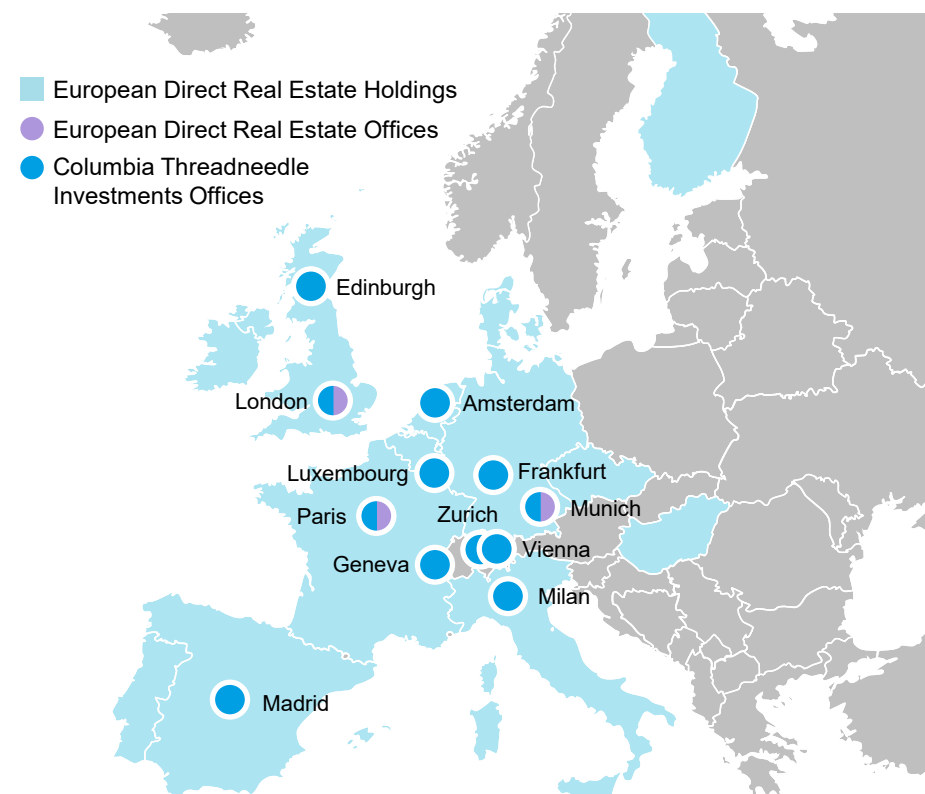 European Direct Real Estate Holdings
European Direct Real Estate Offices
Columbia Threadneedle
Investments Offices
Edinburgh
London
Amsterdam
Luxembourg
Frankfurt
Paris
Zurich
Munich
Geneva
Vienna
Milan
Madrid